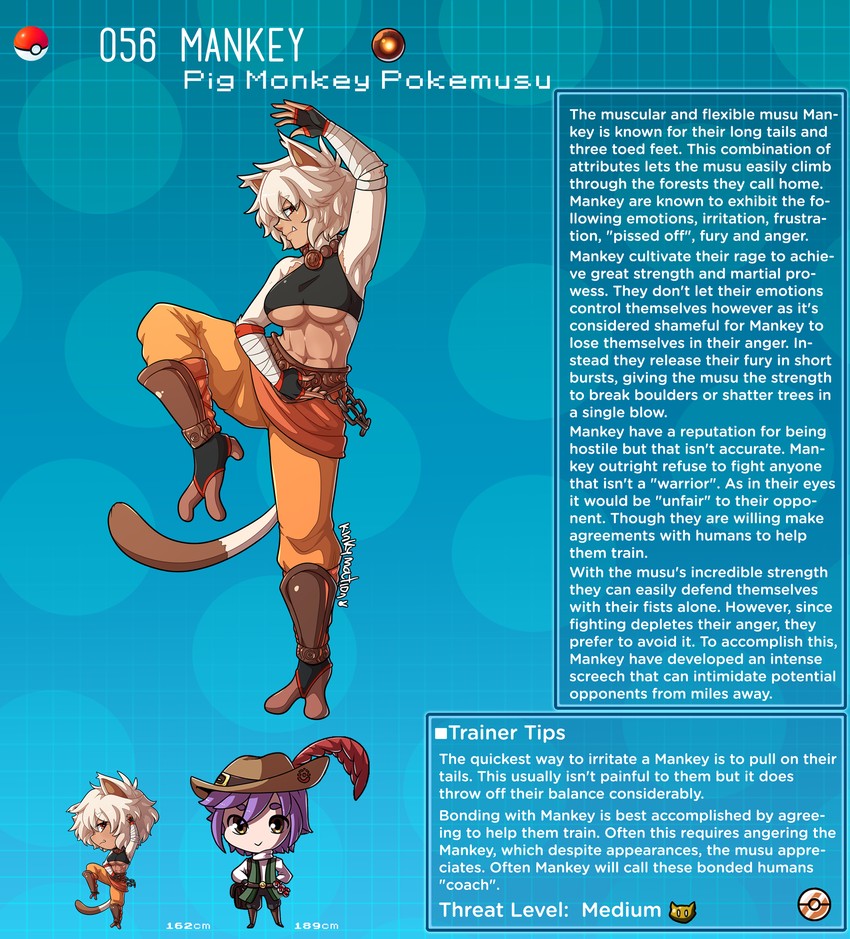 056 MANKEY
Pig Monkey Pokemusu
The muscular and flexible musu Man-
key is known for their long tails and
three toed feet. This combination of
attributes lets the musu easily climb
through the forests they call home.
Mankey are known to exhibit the fo-
llowing emotions, irritation, frustra-
tion, "pissed off", fury and anger.
Mankey cultivate their rage to achie-
ve great strength and martial pro-
wess. They don't let their emotions
control themselves however as it's
considered shameful for Mankey to
lose themselves in their anger. In-
stead they release their fury in short
bursts, giving the musu the strength
to break boulders or shatter trees in
a single blow.
Mankey have a reputation for being
hostile but that isn't accurate. Man-
key outright refuse to fight anyone
that isn't a "warrior". As in their eyes
it would be "unfair" to their oppo-
nent. Though they are willing make
agreements with humans to help
them train.
With the musu's incredible strength
they can easily defend themselves
with their fists alone. However, since
fighting depletes their anger, they
prefer to avoid it. To accomplish this,
Mankey have developed an intense
screech that can intimidate potential
opponents from miles away.
kinkymation
■Trainer Tips
The quickest way to irritate a Mankey is to pull on their
tails. This usually isn't painful to them but it does
throw off their balance considerably.
Bonding with Mankey is best accomplished by agree-
ing to help them train. Often this requires angering the
Mankey, which despite appearances, the musu appre-
ciates. Often Mankey will call these bonded humans
"coach".
Threat Level: Medium
162cm
189cm